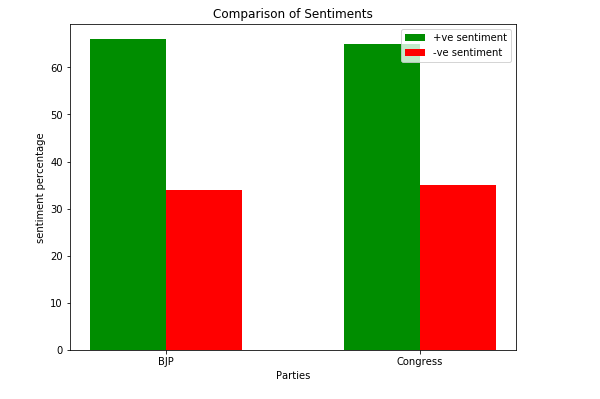 Comparison of Sentiments
+ve sentiment
-ve sentiment
sentiment percentage
60
50
40
30
20
10
0
BJP Congress
Parties